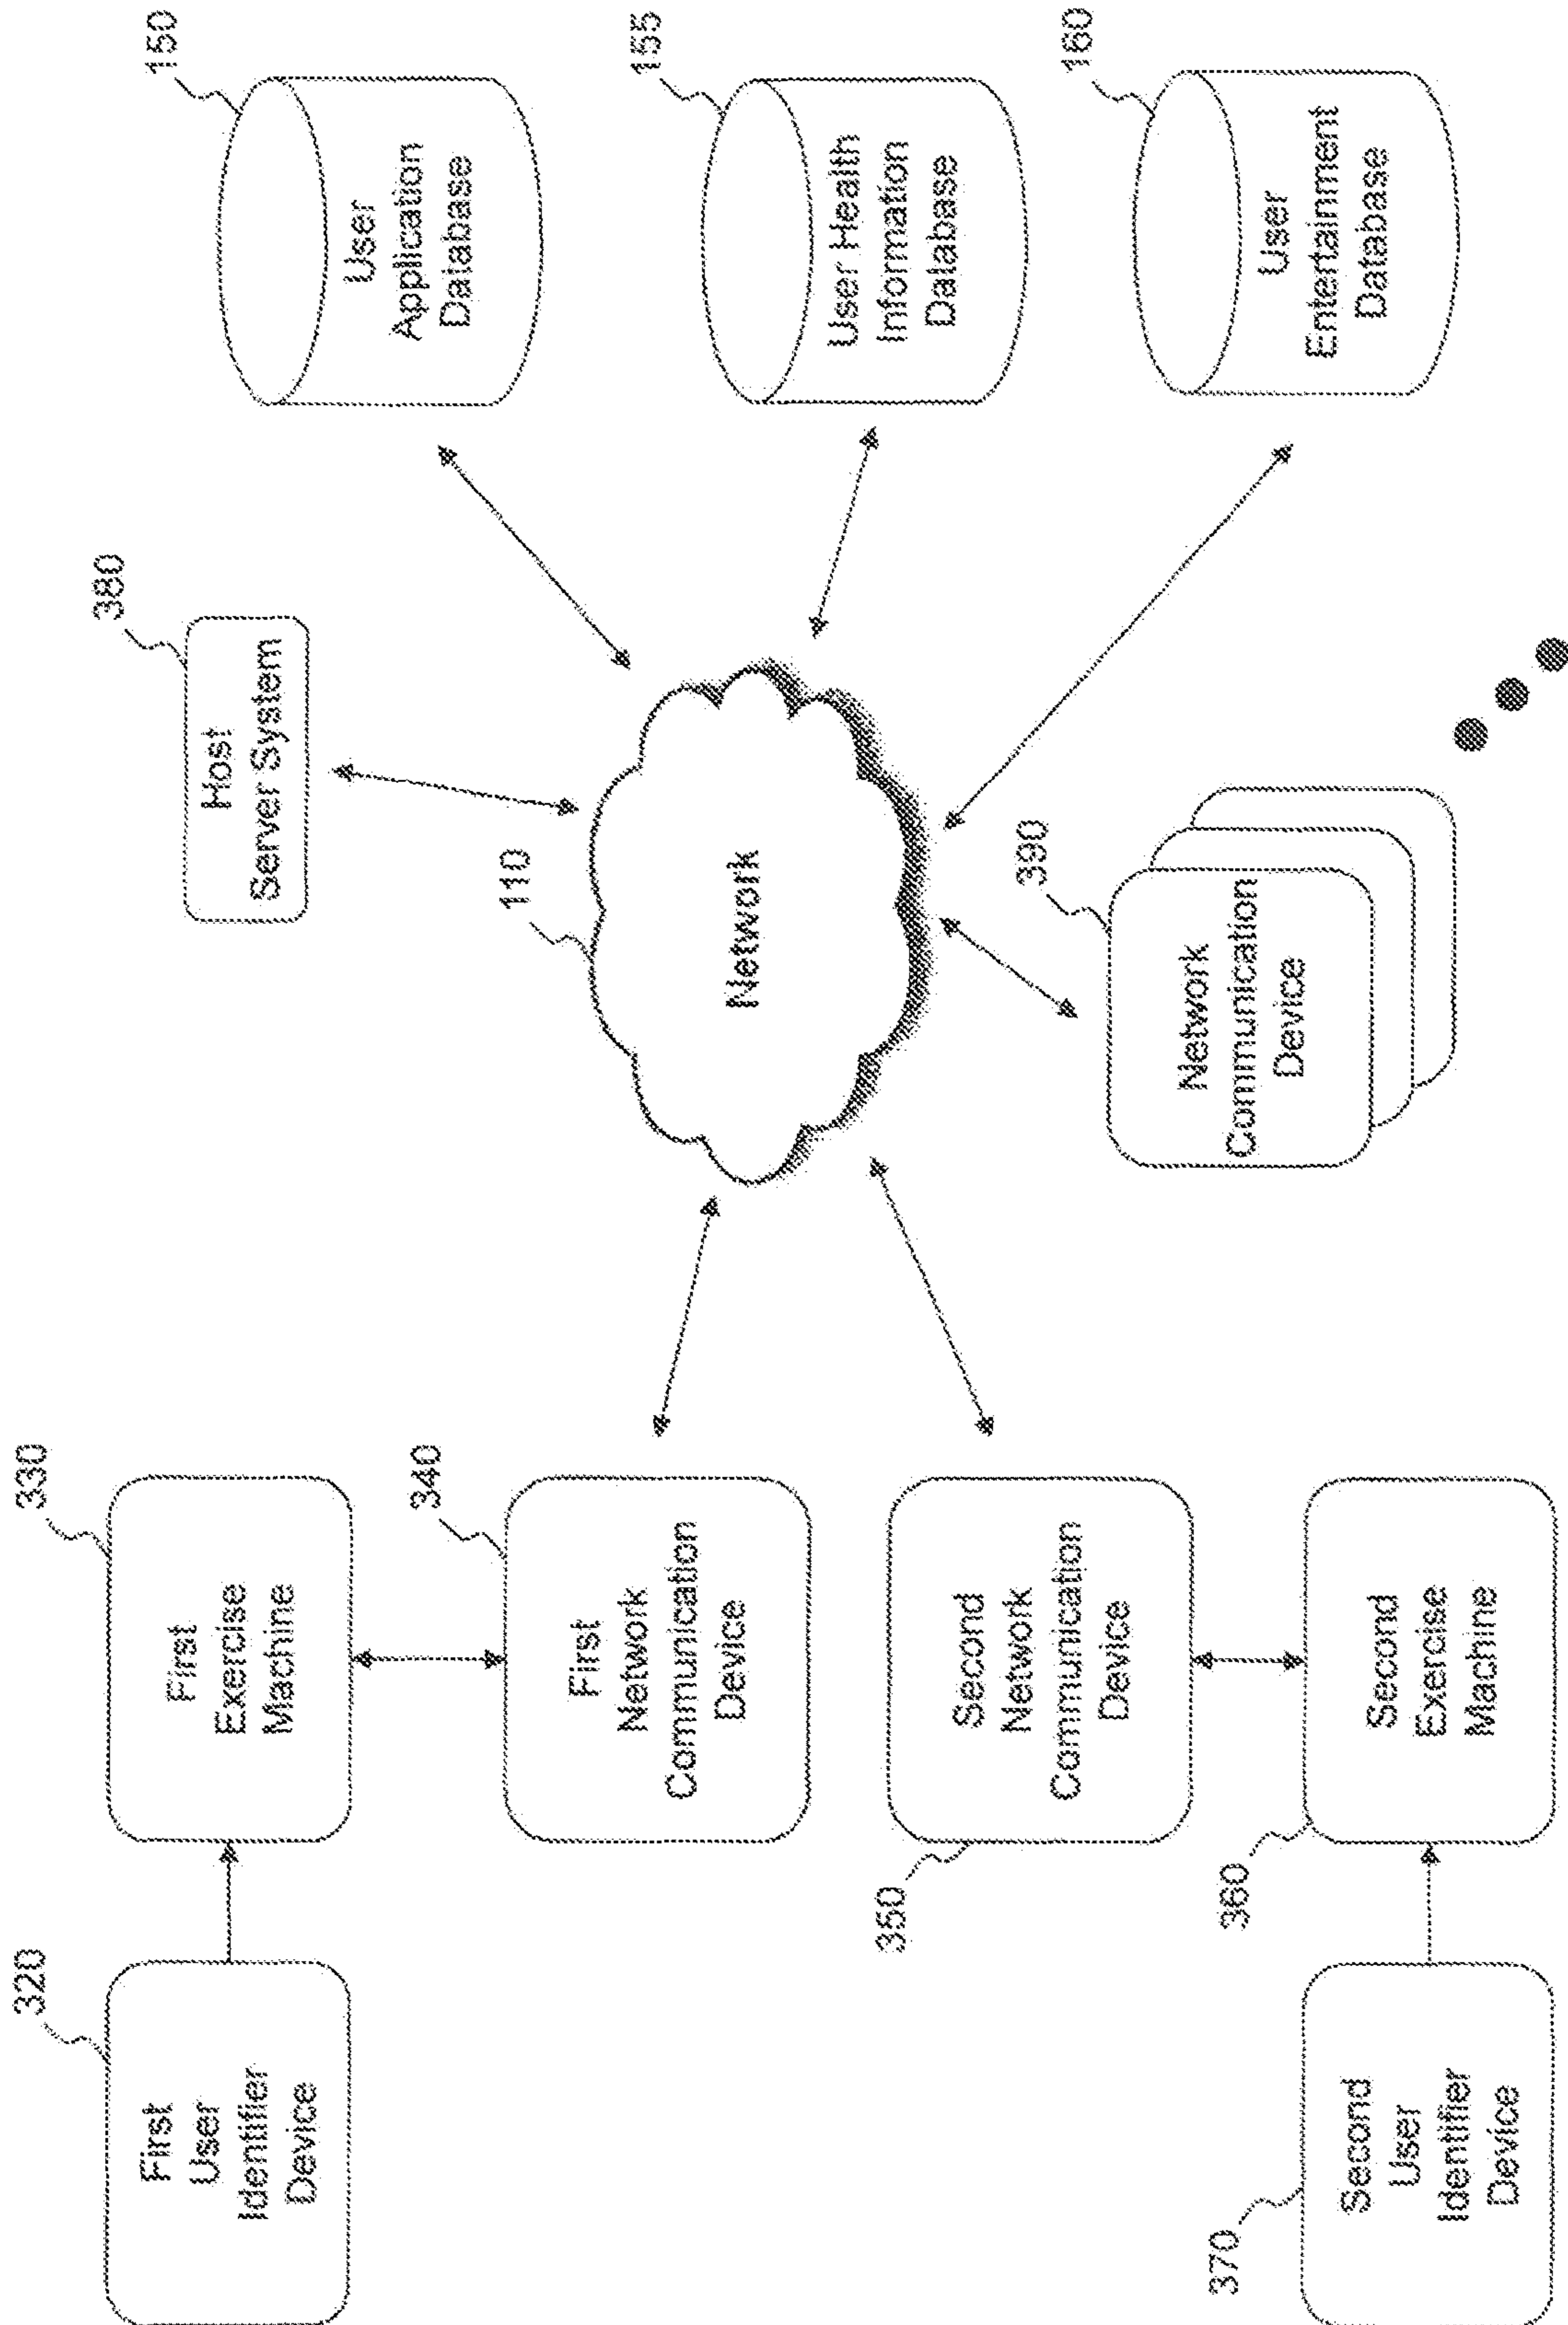 320
First
User
Identifier
Device
330
First
Exercise
Machine
340
First
Network
Communication
Device
350
Second
Network
Communication
Device
360
Second
Exercise
Machine
370
Second
User
Identifier
Device
380
Host
Server System
110
Network
390
Network
Communication
Device
150
User
Application
Database
155
User Health
Information
Database
160
User
Entertainment
Database